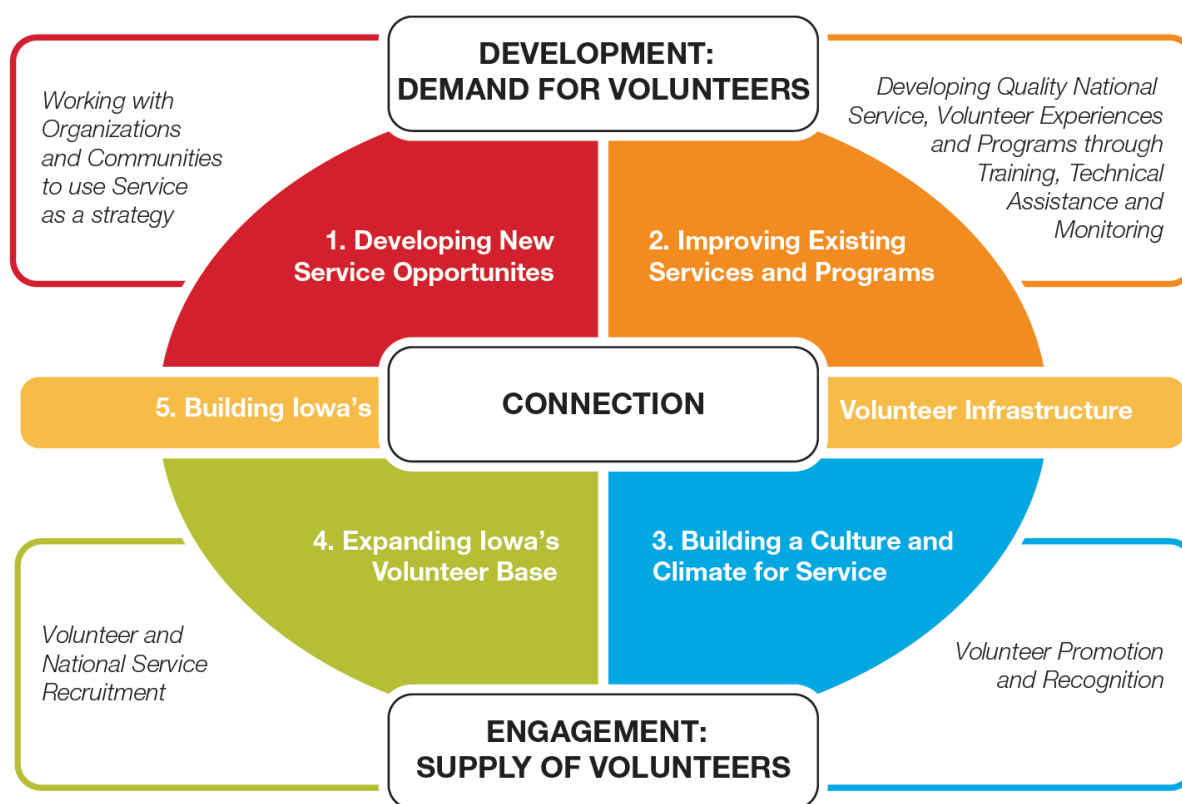 DEVELOPMENT:
DEMAND FOR VOLUNTEERS
Working with
Organizations
and Communities
to use Service
as a strategy
Developing Quality National
Service, Volunteer Experiences
and Programs through
Training, Technical
Assistance and
Monitoring
1. Developing New
Service Opportunites
2. Improving Existing
Services and Programs
5. Building Iowa's
CONNECTION
Volunteer Infrastructure
4. Expanding Iowa's
Volunteer Base
3. Building a Culture and
Climate for Service
Volunteer and
National Service
Recruitment
Volunteer Promotion
and Recognition
ENGAGEMENT:
SUPPLY OF VOLUNTEERS